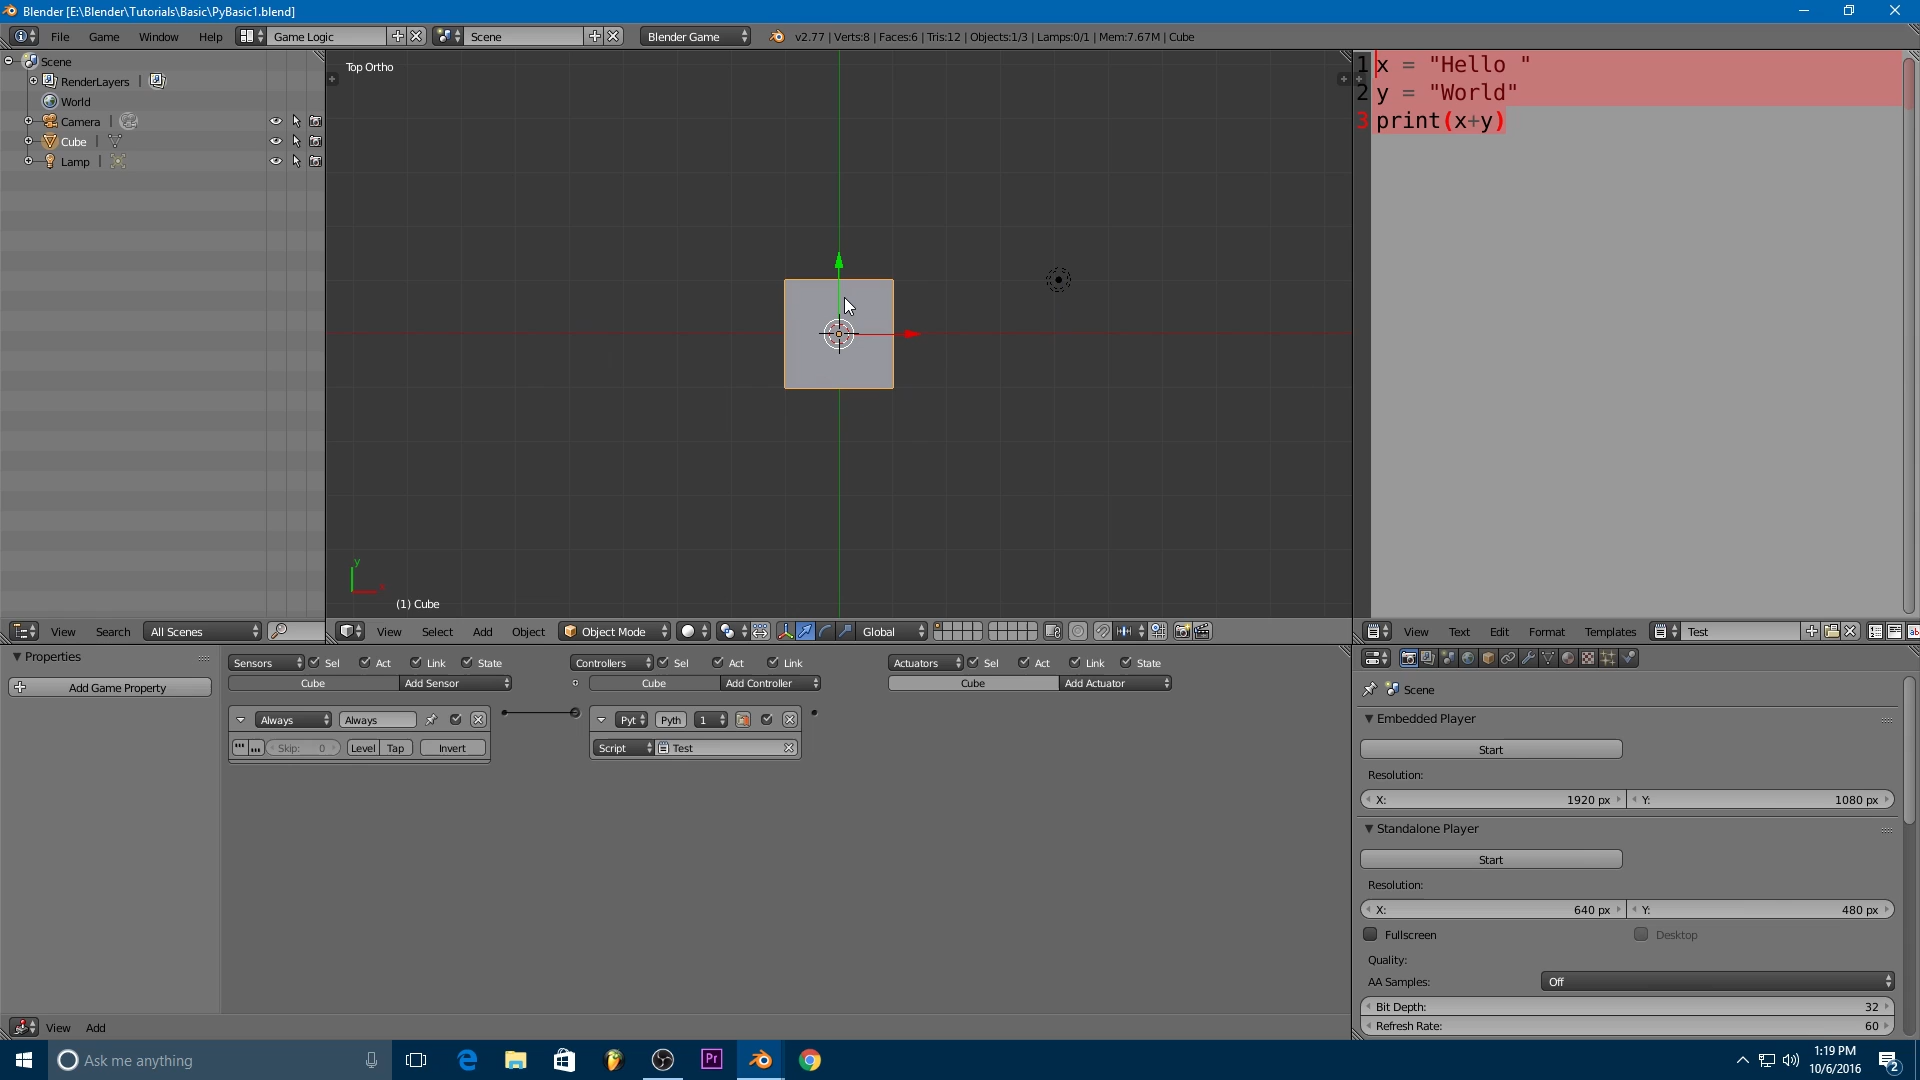 Blender [E:\Blender\Tutorials\Basic\PyBasic1.blend]
File Game Window Help Game Logic Scene Blender Game v2.77 | Verts:8 | Faces:6 | Tris:12 | Objects:1/3 | Lamps:0/1 | Mem:7.67M | Cube
Scene
RenderLayers |
World
Camera |
Cube |
Lamp |
Top Ortho
y
(1) Cube
1 x = "Hello "
2 y = "World"
3 print(x+y)
View Search All Scenes
View Select Add Object Object Mode Global
View Text Edit Format Templates Test
Properties
Add Game Property
Sensors Sel Act Link State
Cube Add Sensor
Always Always
Skip: 0 Level Tap Invert
Controllers Sel Act Link
Cube Add Controller
Pyt Pyth 1
Script Test
Actuators Sel Act Link State
Cube Add Actuator
Scene
Embedded Player
Start
Resolution:
X: 1920 px Y: 1080 px
Standalone Player
Start
Resolution:
X: 640 px Y: 480 px
Fullscreen Desktop
Quality:
AA Samples: Off
Bit Depth: 32
Refresh Rate: 60
View Add
Ask me anything
Pr
1:19 PM
10/6/2016
2